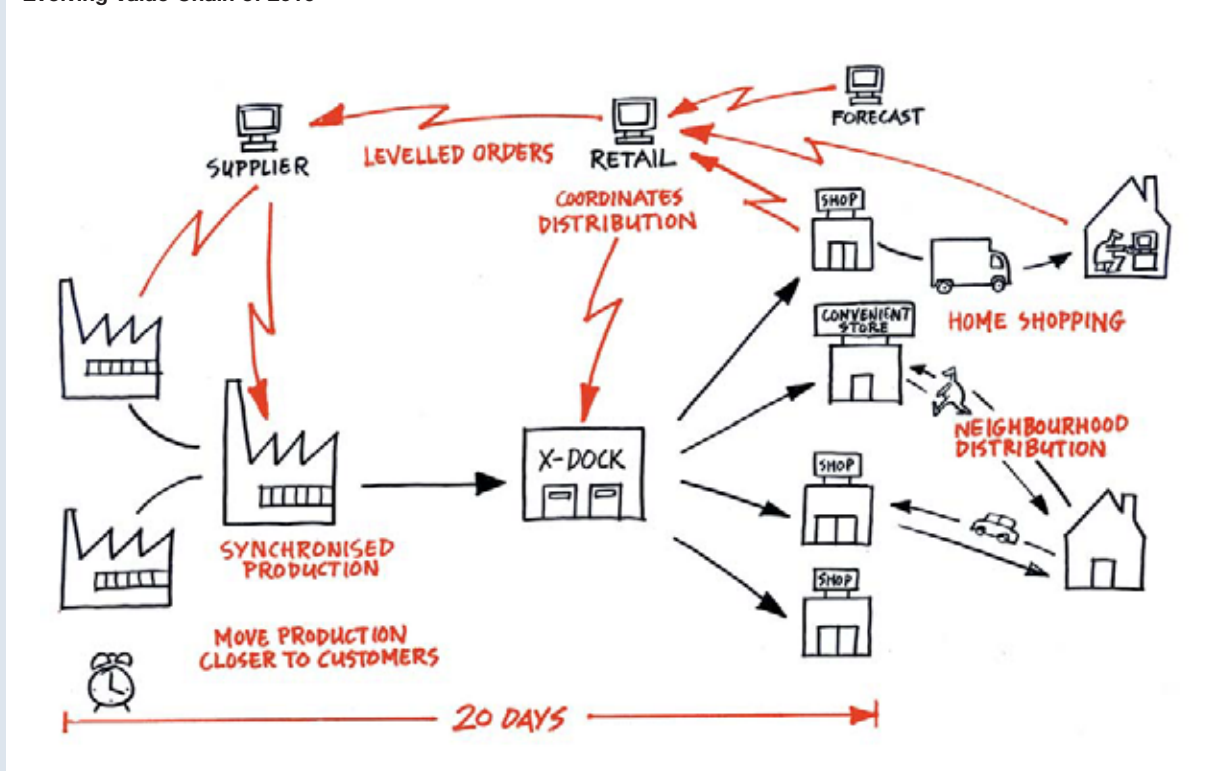 FORECAST
SUPPLIER
LEVELLED ORDERS
RETAIL
COORDINATES
DISTRIBUTION
SHOP
CONVENIENT
STORE
HOME SHOPPING
NEIGHBOURHOOD
DISTRIBUTION
X-DOCK
SHOP
SYNCHRONISED
PRODUCTION
SHOP
MOVE PRODUCTION
CLOSER TO CUSTOMERS
20 DAYS